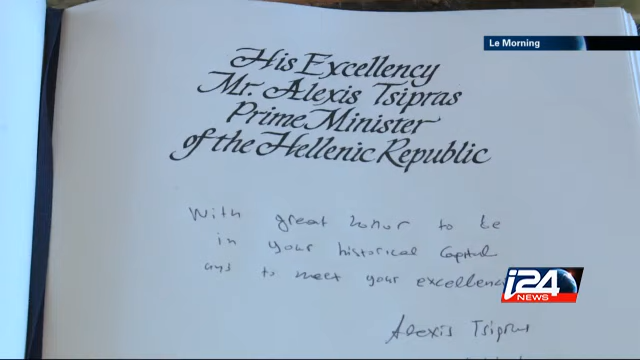 Le Morning
His Excellency
Mr. Alexis Tsipras
Prime Minister
of the Hellenic Republic
With great honor to be
in your historical Capital
and to meet your excellency
i24
NEWS
Alexis Tsipras